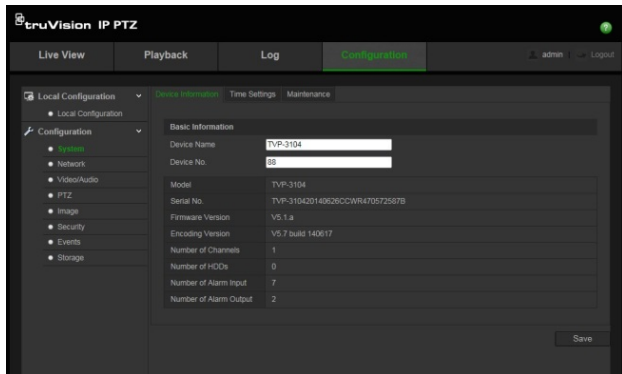 truVision IP PTZ
?
Live View Playback Log Configuration admin Logout
Local Configuration
Local Configuration
Configuration
System
Network
Video/Audio
PTZ
Image
Security
Events
Storage
Device Information Time Settings Maintenance
Basic Information
Device Name TVP-3104
Device No. 88
Model TVP-3104
Serial No. TVP-310420140626CCWR470572587B
Firmware Version V5.1.a
Encoding Version V5.7 build 140617
Number of Channels 1
Number of HDDs 0
Number of Alarm Input 7
Number of Alarm Output 2
Save